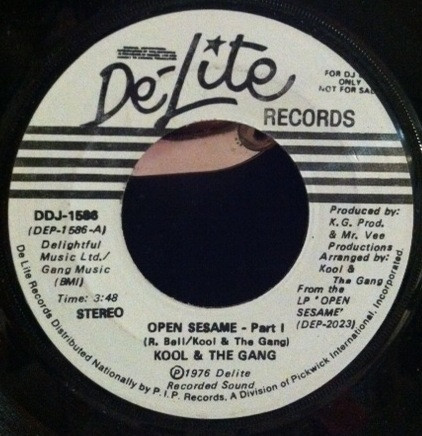 De-Lite
RECORDS
FOR DJ
ONLY
NOT FOR SALE
DDJ-1586
(DEP-1586-A)
Delightful
Music Ltd./
Gang Music
(BMI)
Time: 3:48
STEREO
Produced by:
K.G. Prod.
& Mr. Vee
Productions
Arranged by:
Kool &
The Gang
From the
LP "OPEN
SESAME'
(DEP-2023)
OPEN SESAME - Part I
(R. Bell/Kool & The Gang)
KOOL & THE GANG
Ⓟ1976 Delite
Recorded Sound
De Lite Records Distributed Nationally by P.I.P. Records, A Division of Pickwick International, Incorporated.